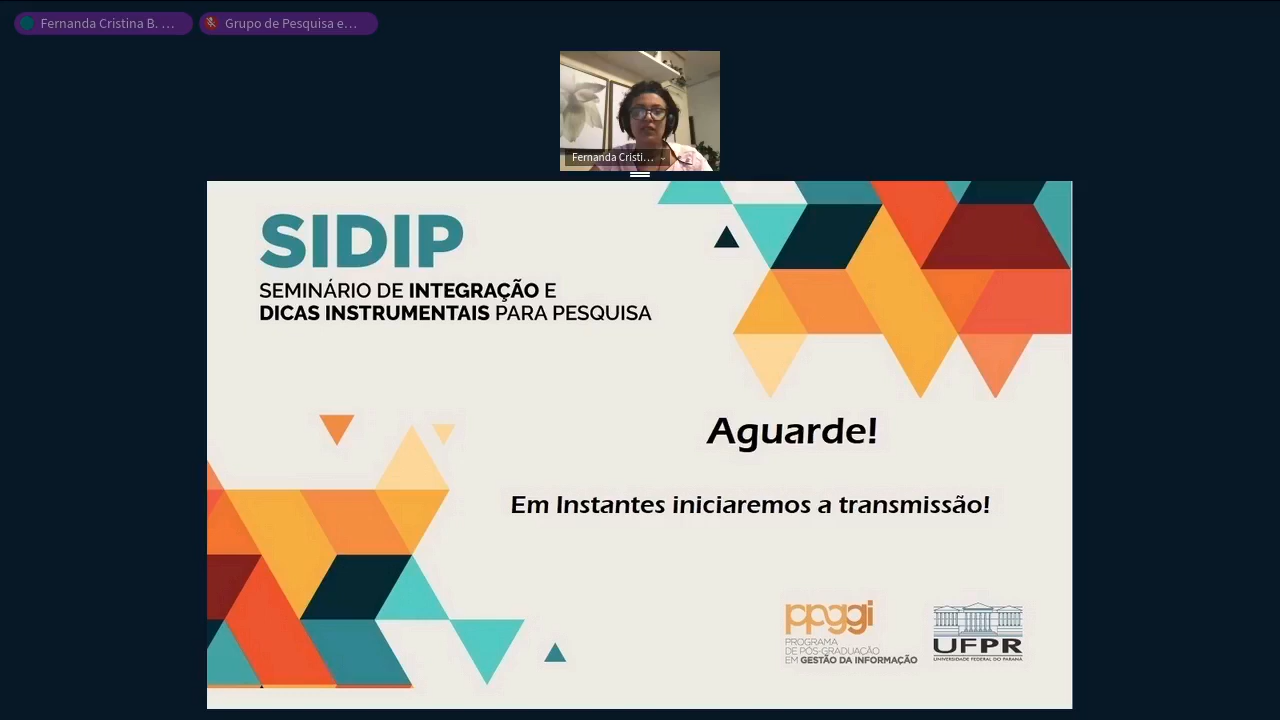 Fernanda Cristina B. ...
Grupo de Pesquisa e...
Fernanda Cristi...
SIDIP
SEMINÁRIO DE INTEGRAÇÃO E
DICAS INSTRUMENTAIS PARA PESQUISA
Aguarde!
Em Instantes iniciaremos a transmissão!
ppggi
PROGRAMA
DE PÓS-GRADUAÇÃO
EM GESTÃO DA INFORMAÇÃO
UFPR
UNIVERSIDADE FEDERAL DO PARANÁ